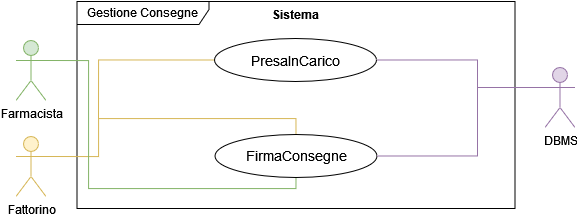 Gestione Consegne
Sistema
PresaInCarico
Farmacista
DBMS
FirmaConsegne
Fattorino